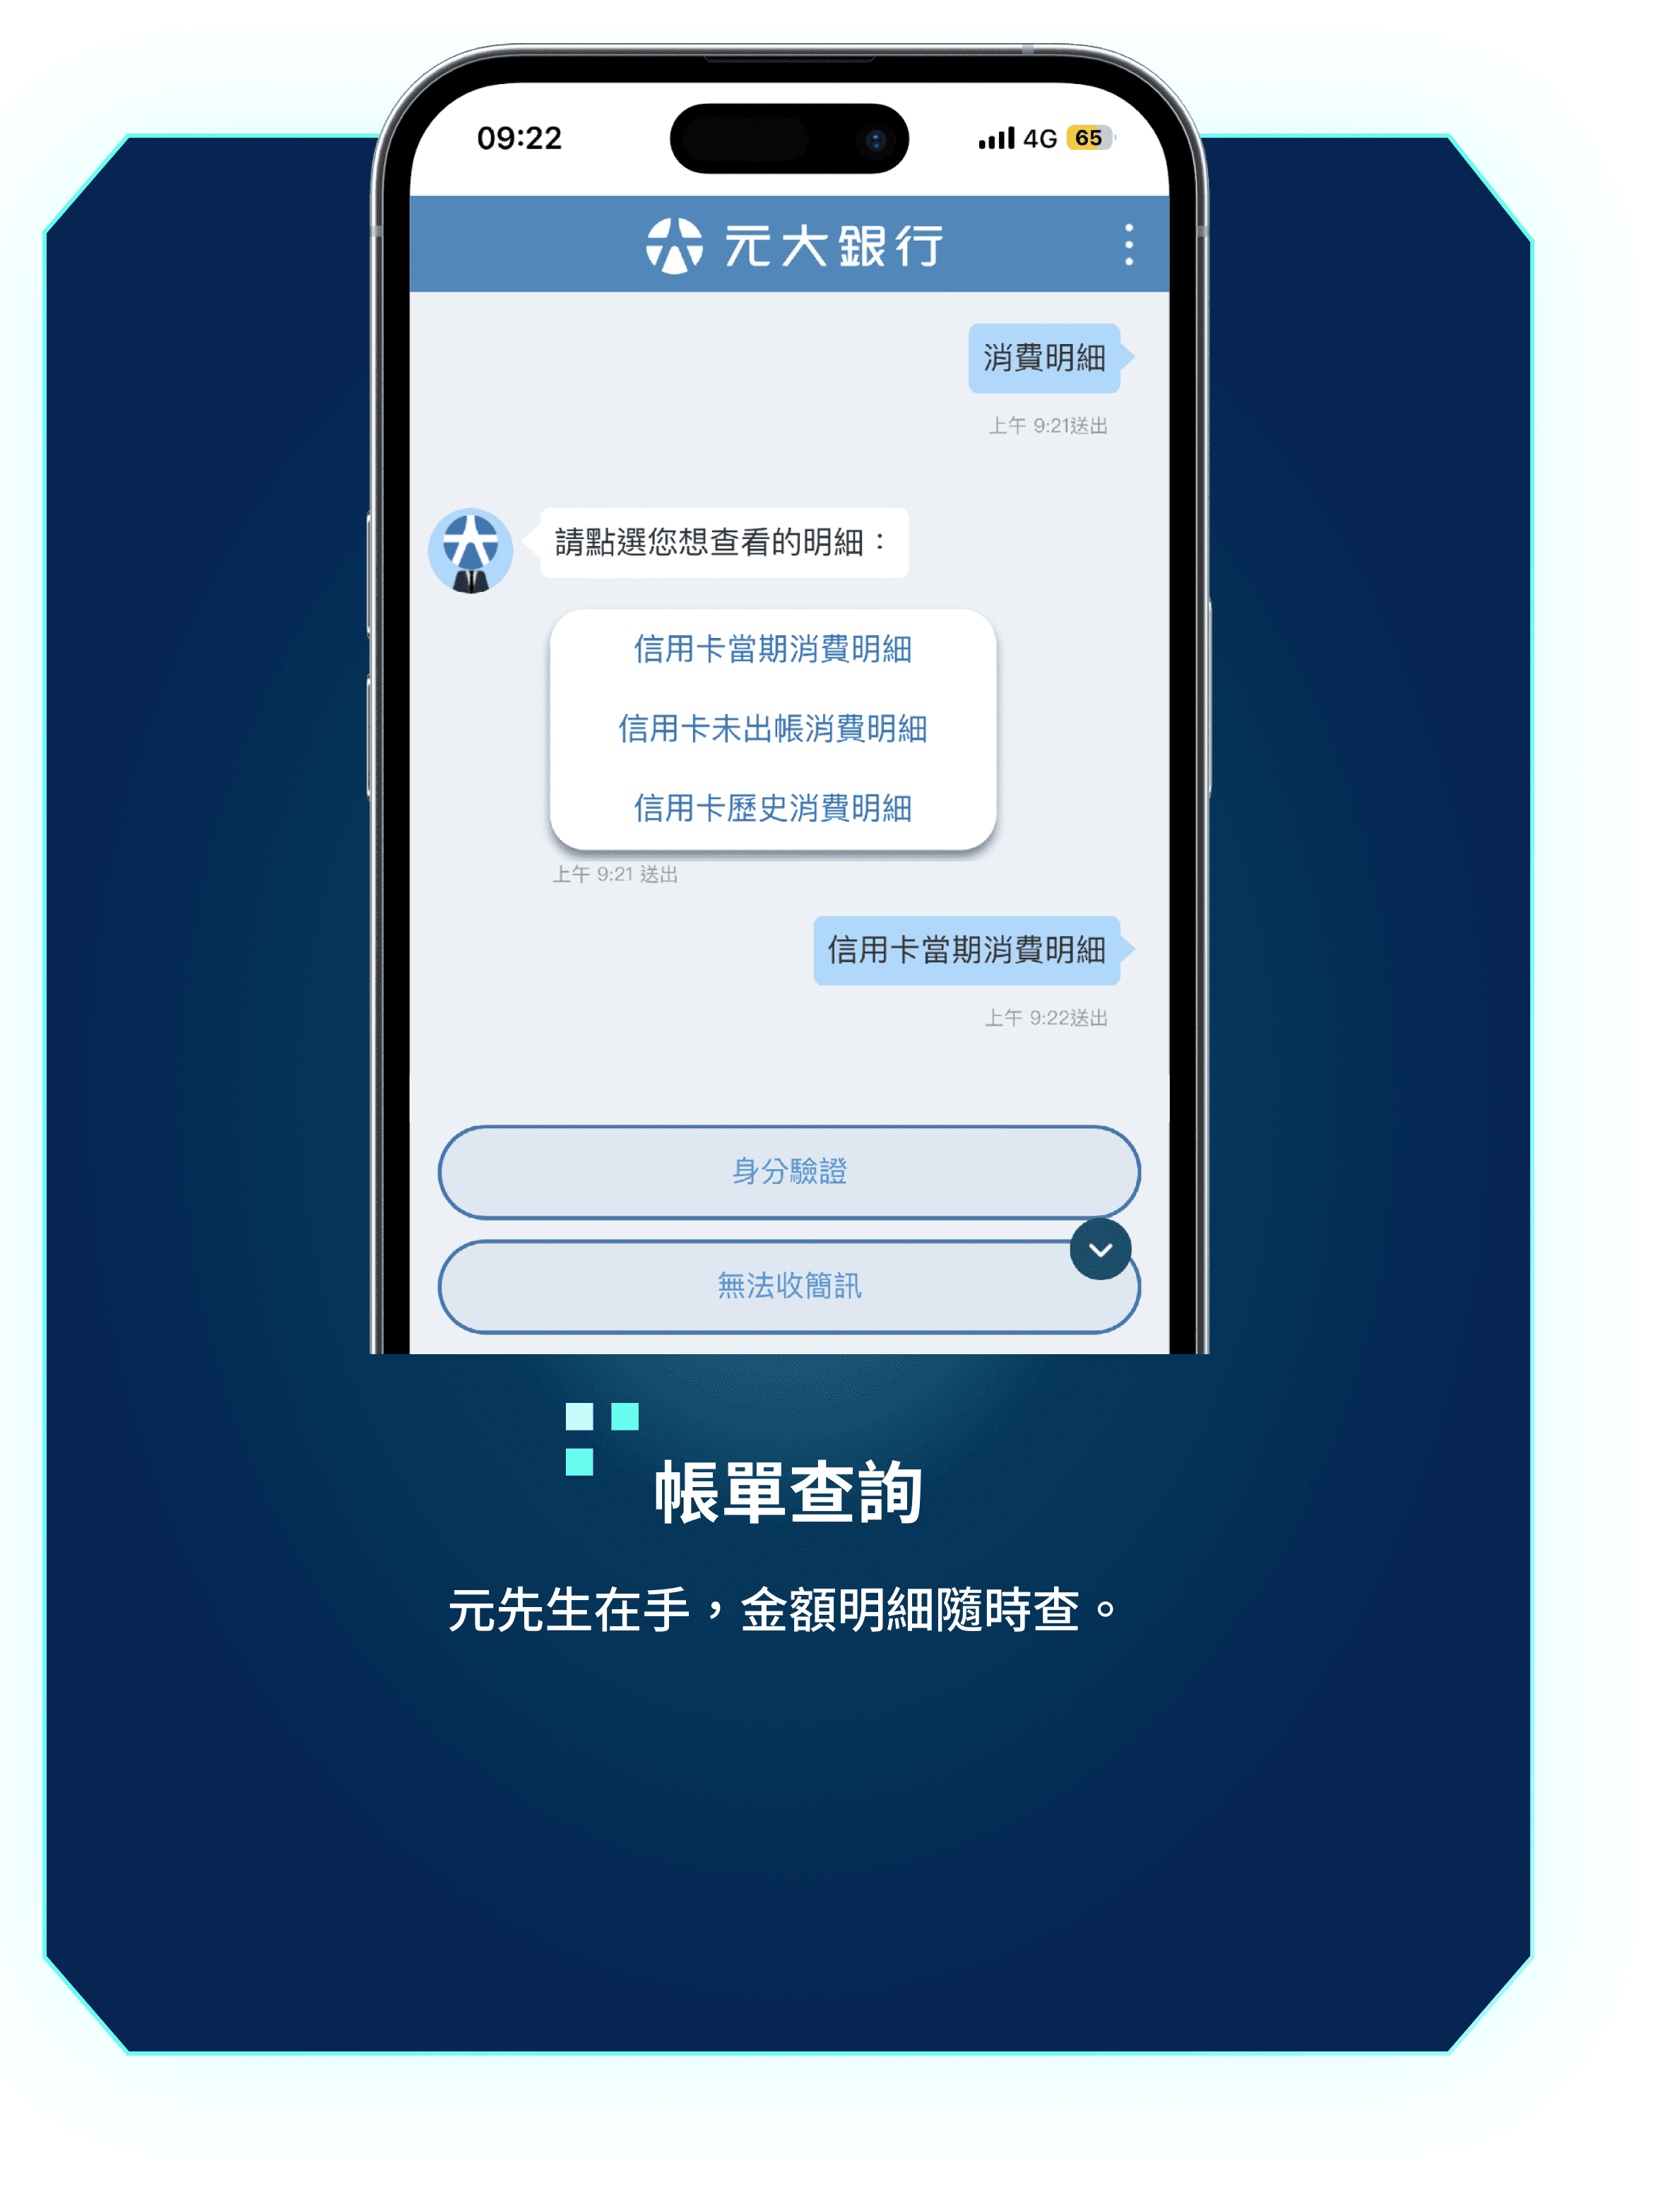 09:22
4G 65
元大銀行
消費明細
上午 9:21送出
請點選您想查看的明細：
信用卡當期消費明細
信用卡未出帳消費明細
信用卡歷史消費明細
上午 9:21 送出
信用卡當期消費明細
上午 9:22送出
身分驗證
無法收簡訊
帳單查詢
元先生在手，金額明細隨時查。